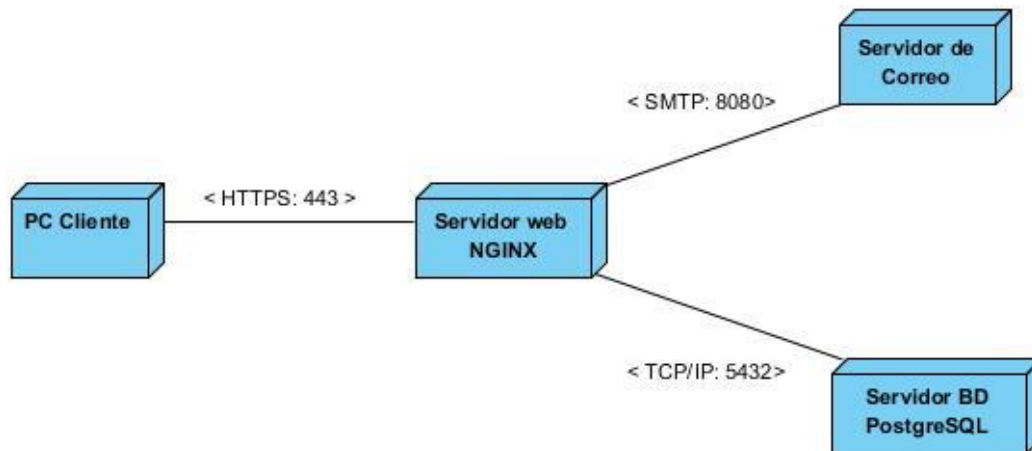 Servidor de
Correo
< SMTP: 8080>
< HTTPS: 443 >
PC Cliente
Servidor web
NGINX
< TCP/IP: 5432>
Servidor BD
PostgreSQL